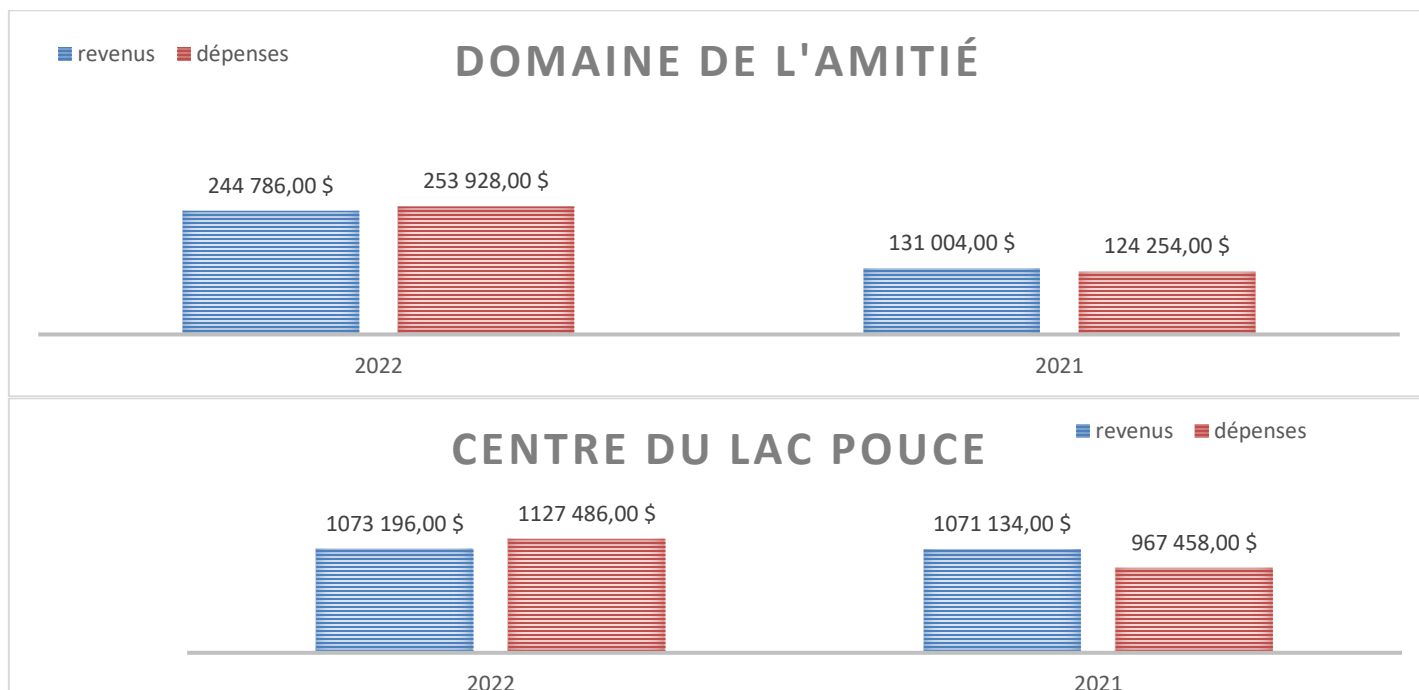 revenus dépenses
DOMAINE DE L'AMITIÉ
244 786,00 $ 253 928,00 $
131 004,00 $ 124 254,00 $
2022 2021
CENTRE DU LAC POUCE
revenus dépenses
1073 196,00 $ 1127 486,00 $
1071 134,00 $ 967 458,00 $
2022 2021